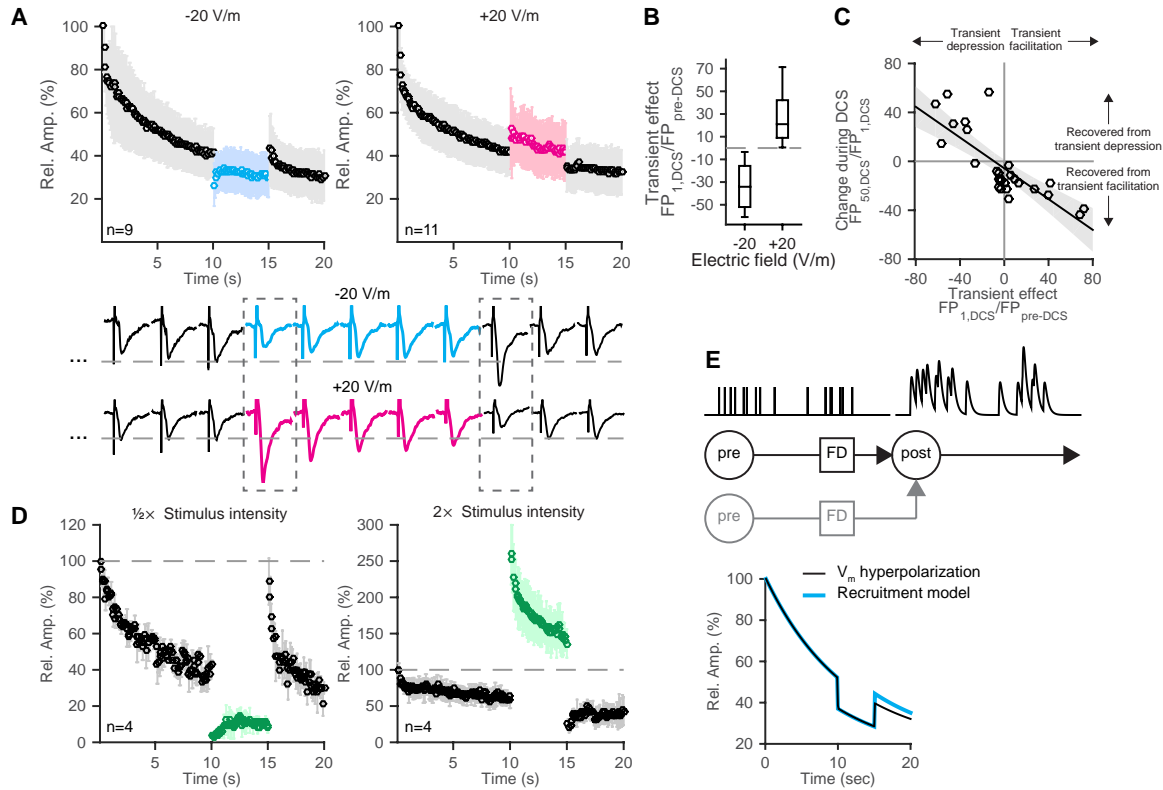 A
-20 V/m
Rel. Amp. (%)
100
80
60
40
20
n=9
0
5
10
15
20
Time (s)
+20 V/m
Rel. Amp. (%)
100
80
60
40
20
n=11
0
5
10
15
20
Time (s)
-20 V/m
...
+20 V/m
...
B
Transient effect
FP1,DCS/FPpre-DCS
70
50
30
10
0
-10
-30
-50
-20
+20
Electric field (V/m)
C
Transient depression
Transient facilitation
Change during DCS
FP50,DCS/FP1,DCS
80
40
0
-40
-80
Recovered from
transient depression
Recovered from
transient facilitation
-80
-40
0
40
80
Transient effect
FP1,DCS/FPpre-DCS
D
½× Stimulus intensity
Rel. Amp. (%)
120
100
80
60
40
20
0
n=4
0
5
10
15
20
Time (s)
2× Stimulus intensity
Rel. Amp. (%)
300
250
200
150
100
50
0
n=4
0
5
10
15
20
Time (s)
E
pre
FD
post
pre
FD
Vm hyperpolarization
Recruitment model
Rel. Amp. (%)
100
80
60
40
20
0
10
20
Time (sec)